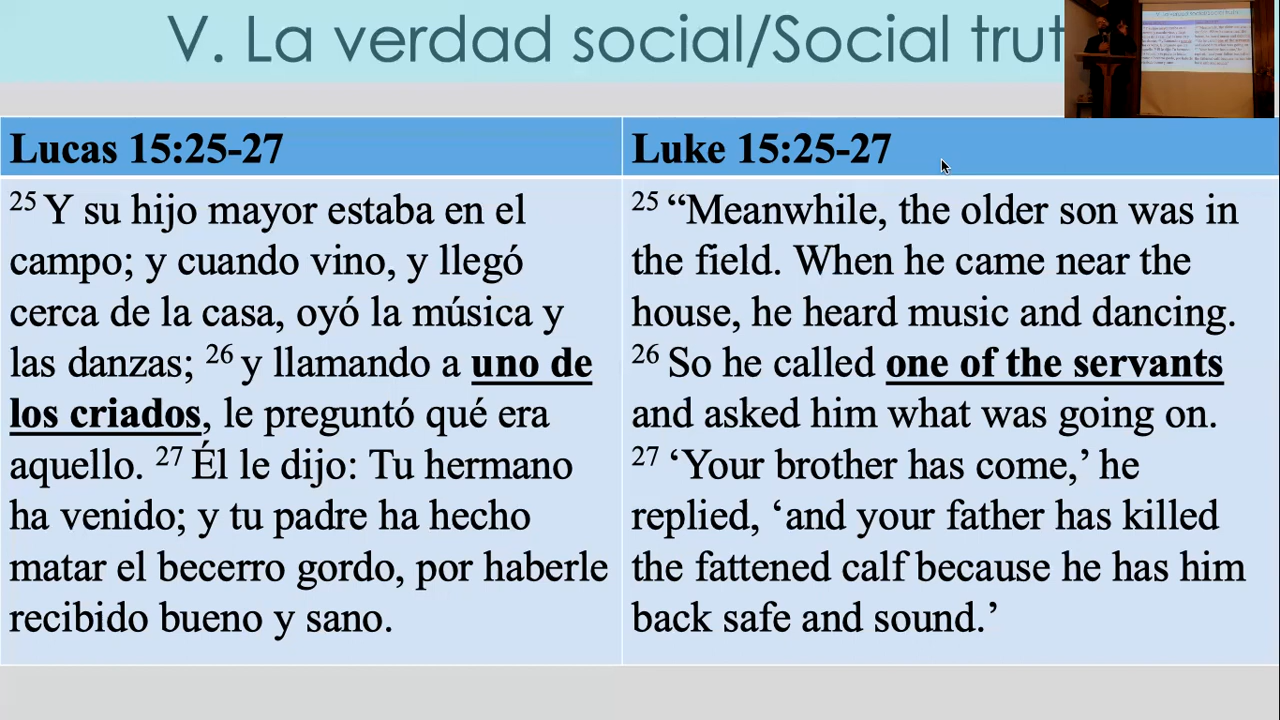 V. La verdad social/Social trut
Lucas 15:25-27
25 Y su hijo mayor estaba en el
campo; y cuando vino, y llegó
cerca de la casa, oyó la música y
las danzas; 26 y llamando a uno de
los criados, le preguntó qué era
aquello. 27 Él le dijo: Tu hermano
ha venido; y tu padre ha hecho
matar el becerro gordo, por haberle
recibido bueno y sano.
Luke 15:25-27
25 “Meanwhile, the older son was in
the field. When he came near the
house, he heard music and dancing.
26 So he called one of the servants
and asked him what was going on.
27 ‘Your brother has come,’ he
replied, ‘and your father has killed
the fattened calf because he has him
back safe and sound.’